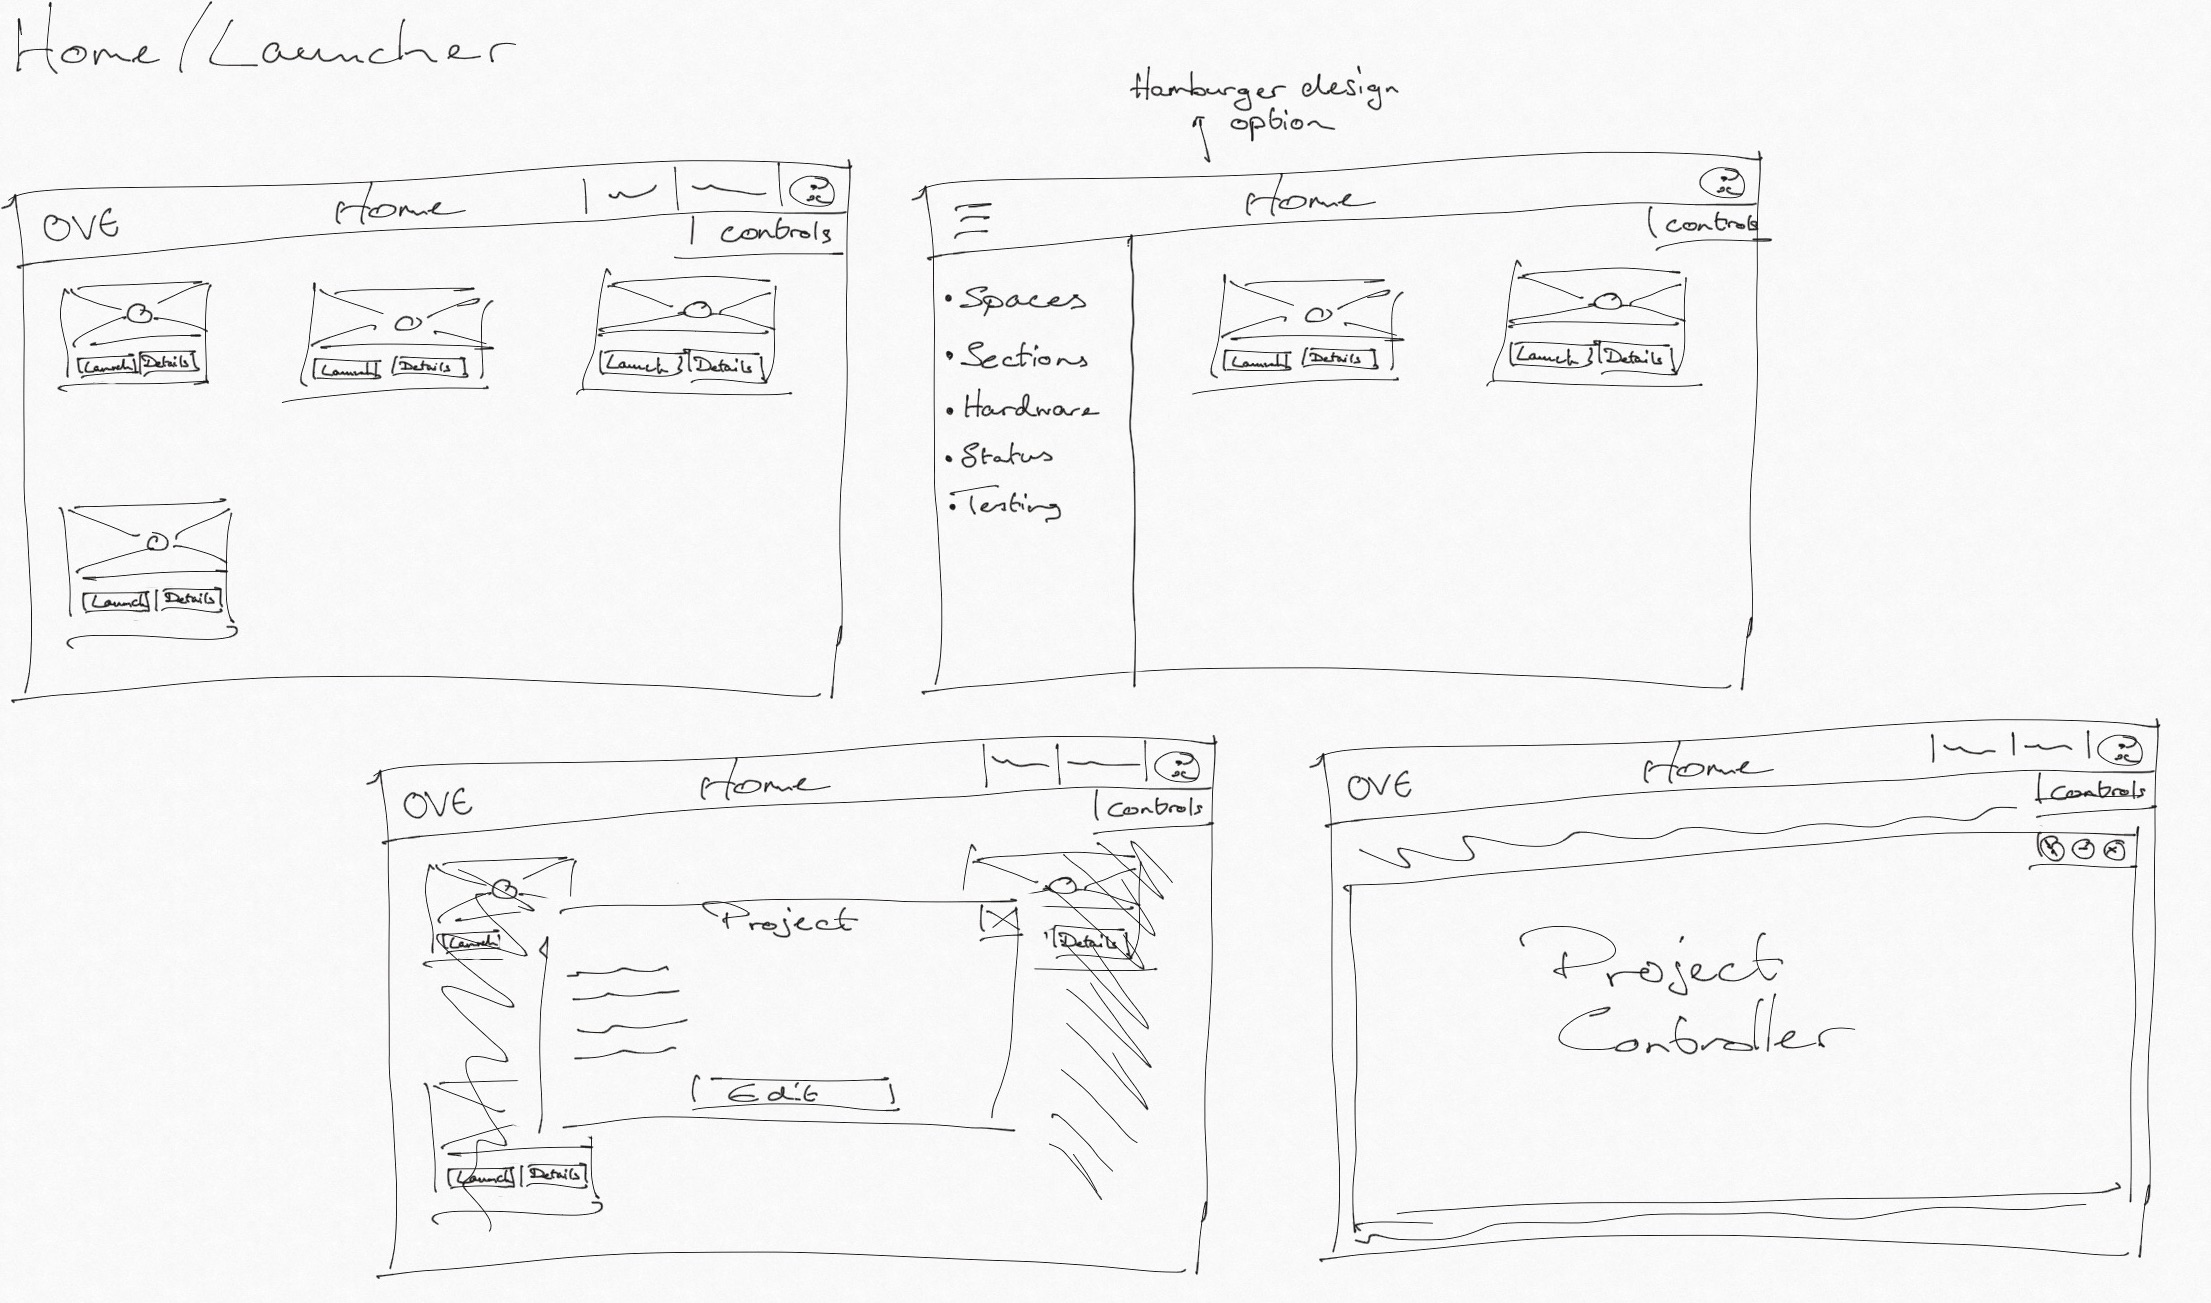 Home/Launcher
Hamburger design
option
OVE
Home
controls
Launch
Details
Launch
Details
Launch
Details
Launch
Details
Home
controls
• Spaces
• Sections
• Hardware
• Status
• Testing
Launch
Details
Launch
Details
OVE
Home
controls
Launch
Project
Details
Edit
Launch
Details
OVE
Home
controls
Project
Controller